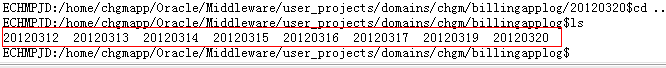 ECHMPJD:/home/chgmapp/Oracle/Middleware/user_projects/domains/chgm/billingapplog/20120320$cd ..
ECHMPJD:/home/chgmapp/Oracle/Middleware/user_projects/domains/chgm/billingapplog$ls
20120312  20120313  20120314  20120315  20120316  20120317  20120319  20120320
ECHMPJD:/home/chgmapp/Oracle/Middleware/user_projects/domains/chgm/billingapplog$